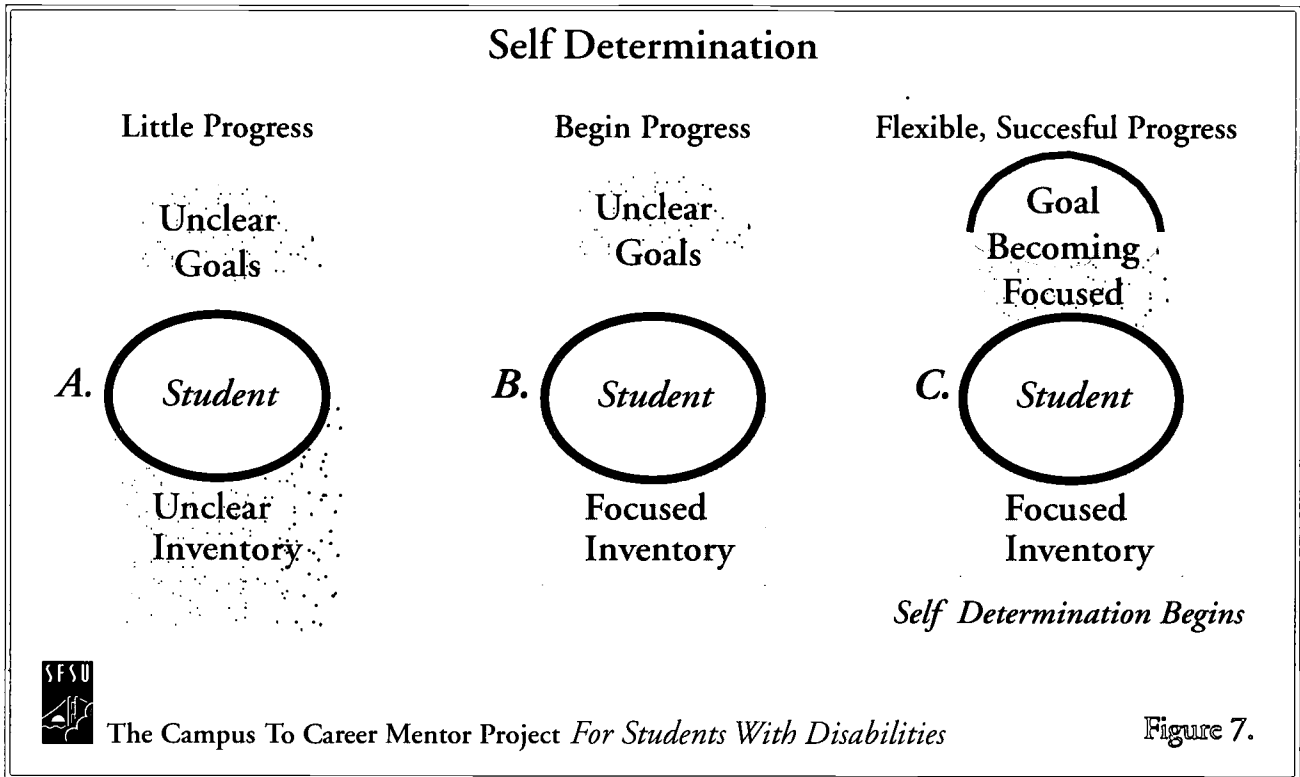 Self Determination
Little Progress
Unclear
Goals
A.
Student
Unclear
Inventory
Begin Progress
Unclear
Goals
B.
Student
Focused
Inventory
Flexible, Succesful Progress
Goal
Becoming
Focused
C.
Student
Focused
Inventory
Self Determination Begins
SFSU
The Campus To Career Mentor Project For Students With Disabilities
Figure 7.